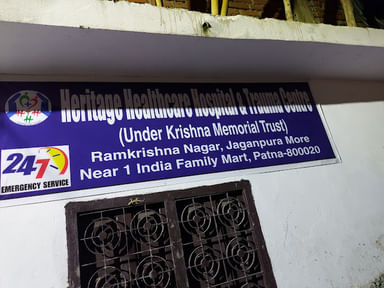 Heritage Healthcare Hospital & Trauma Centre
(Under Krishna Memorial Trust)
Ramkrishna Nagar, Jaganpura More
Near 1 India Family Mart, Patna-800020
24-7
EMERGENCY SERVICE